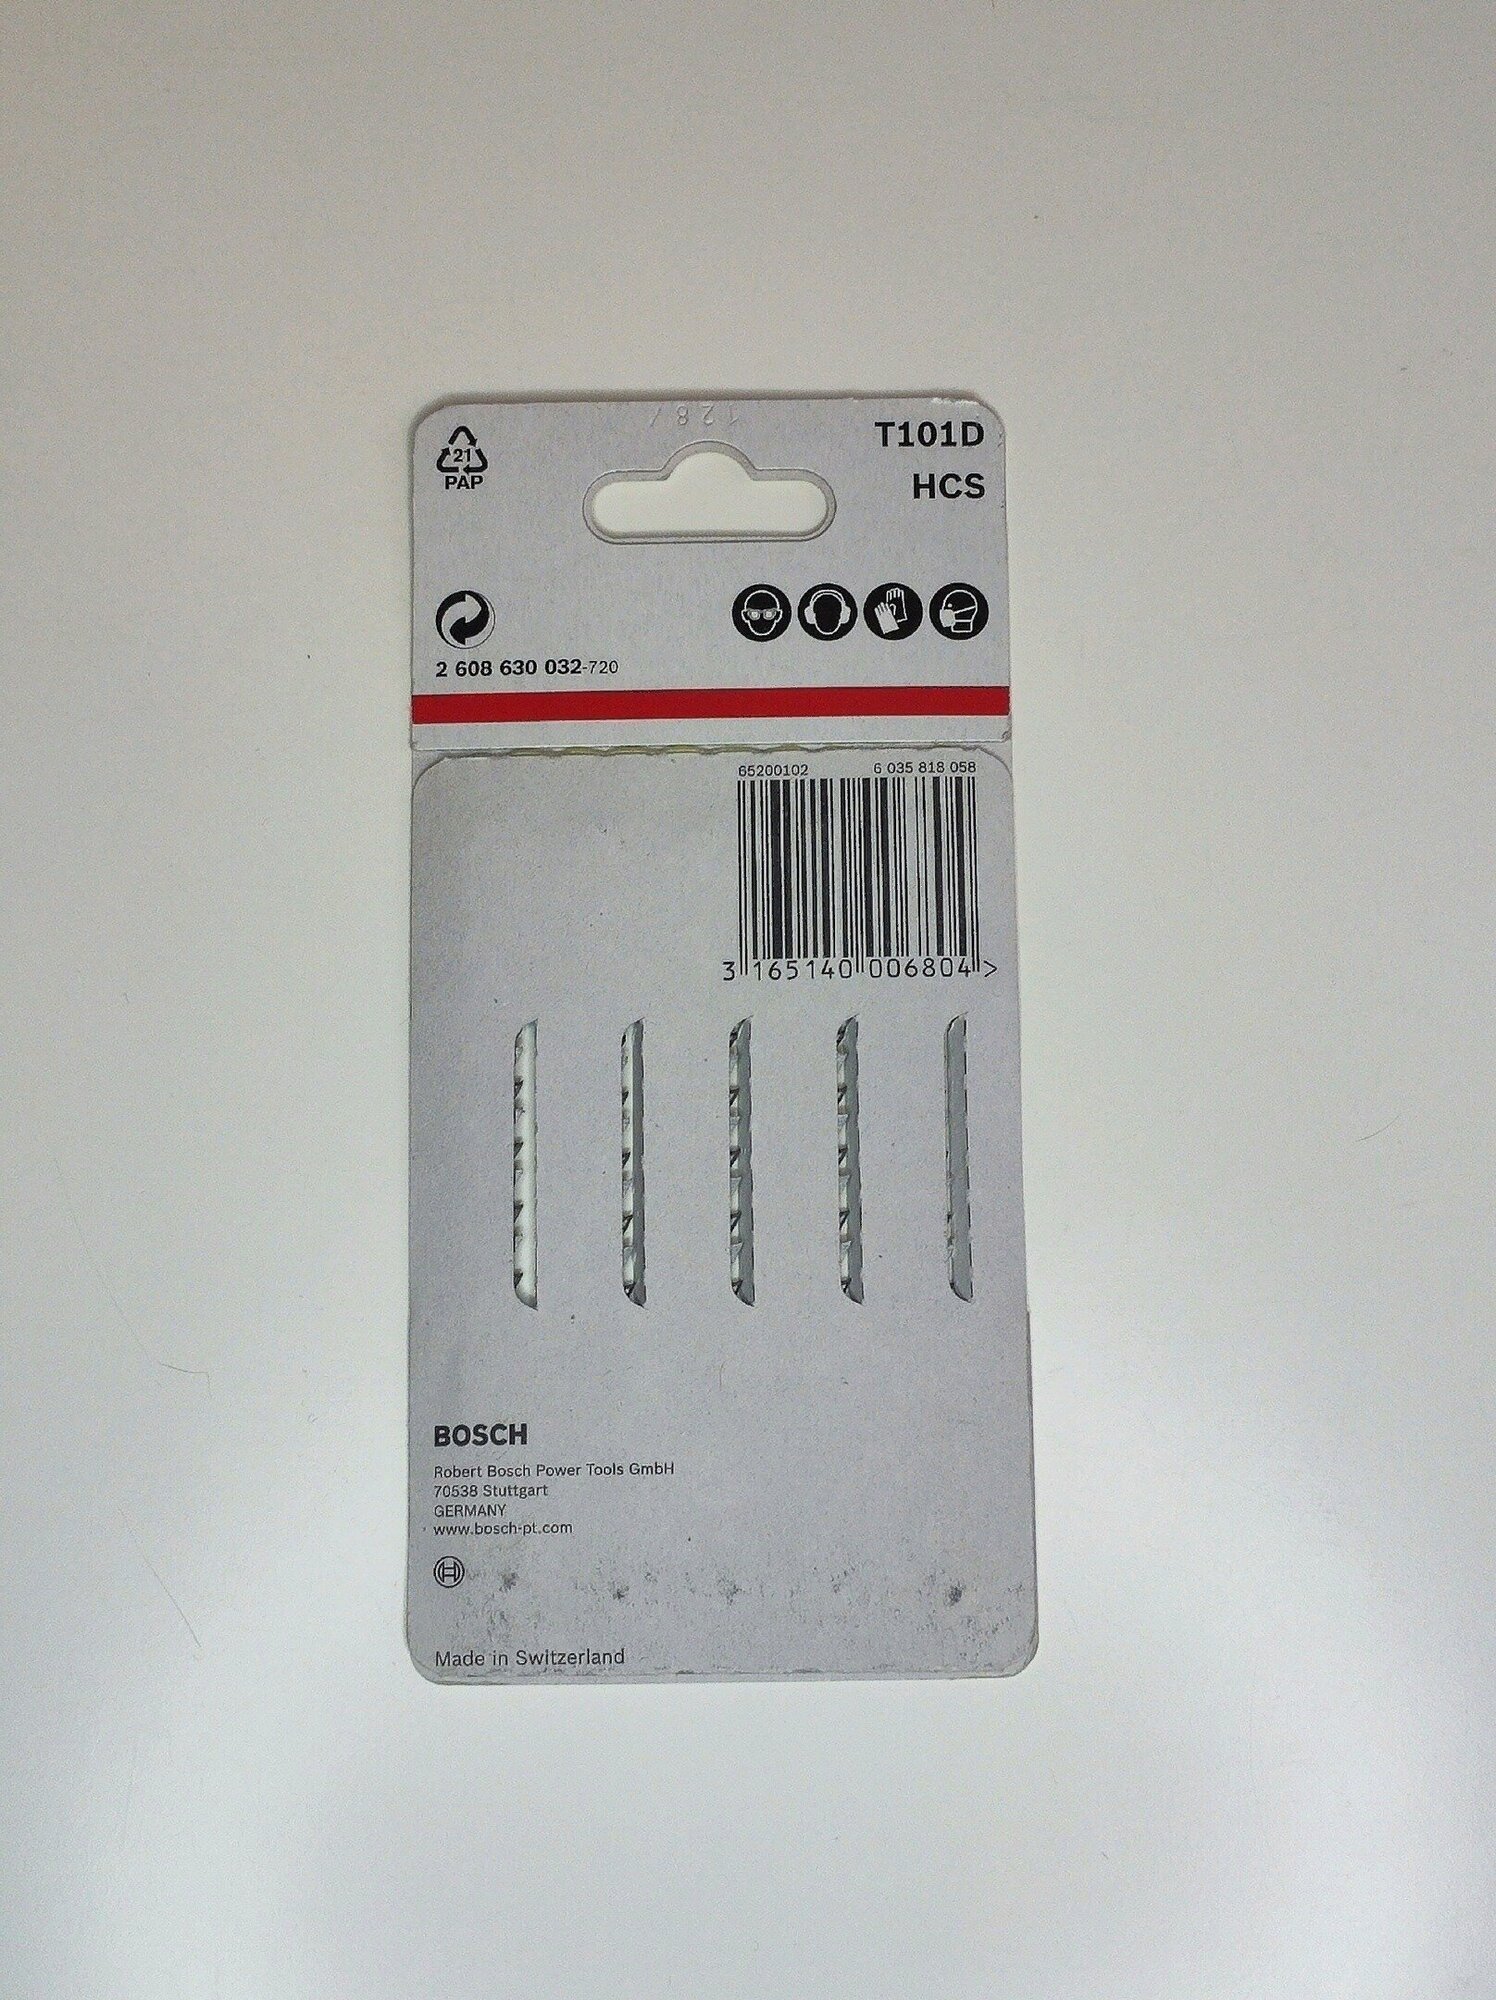 T101D
HCS
21
PAP
2 608 630 032-720
65200102 6 035 818 058
3 165140 006804 >
BOSCH
Robert Bosch Power Tools GmbH
70538 Stuttgart
GERMANY
www.bosch-pt.com
Made in Switzerland